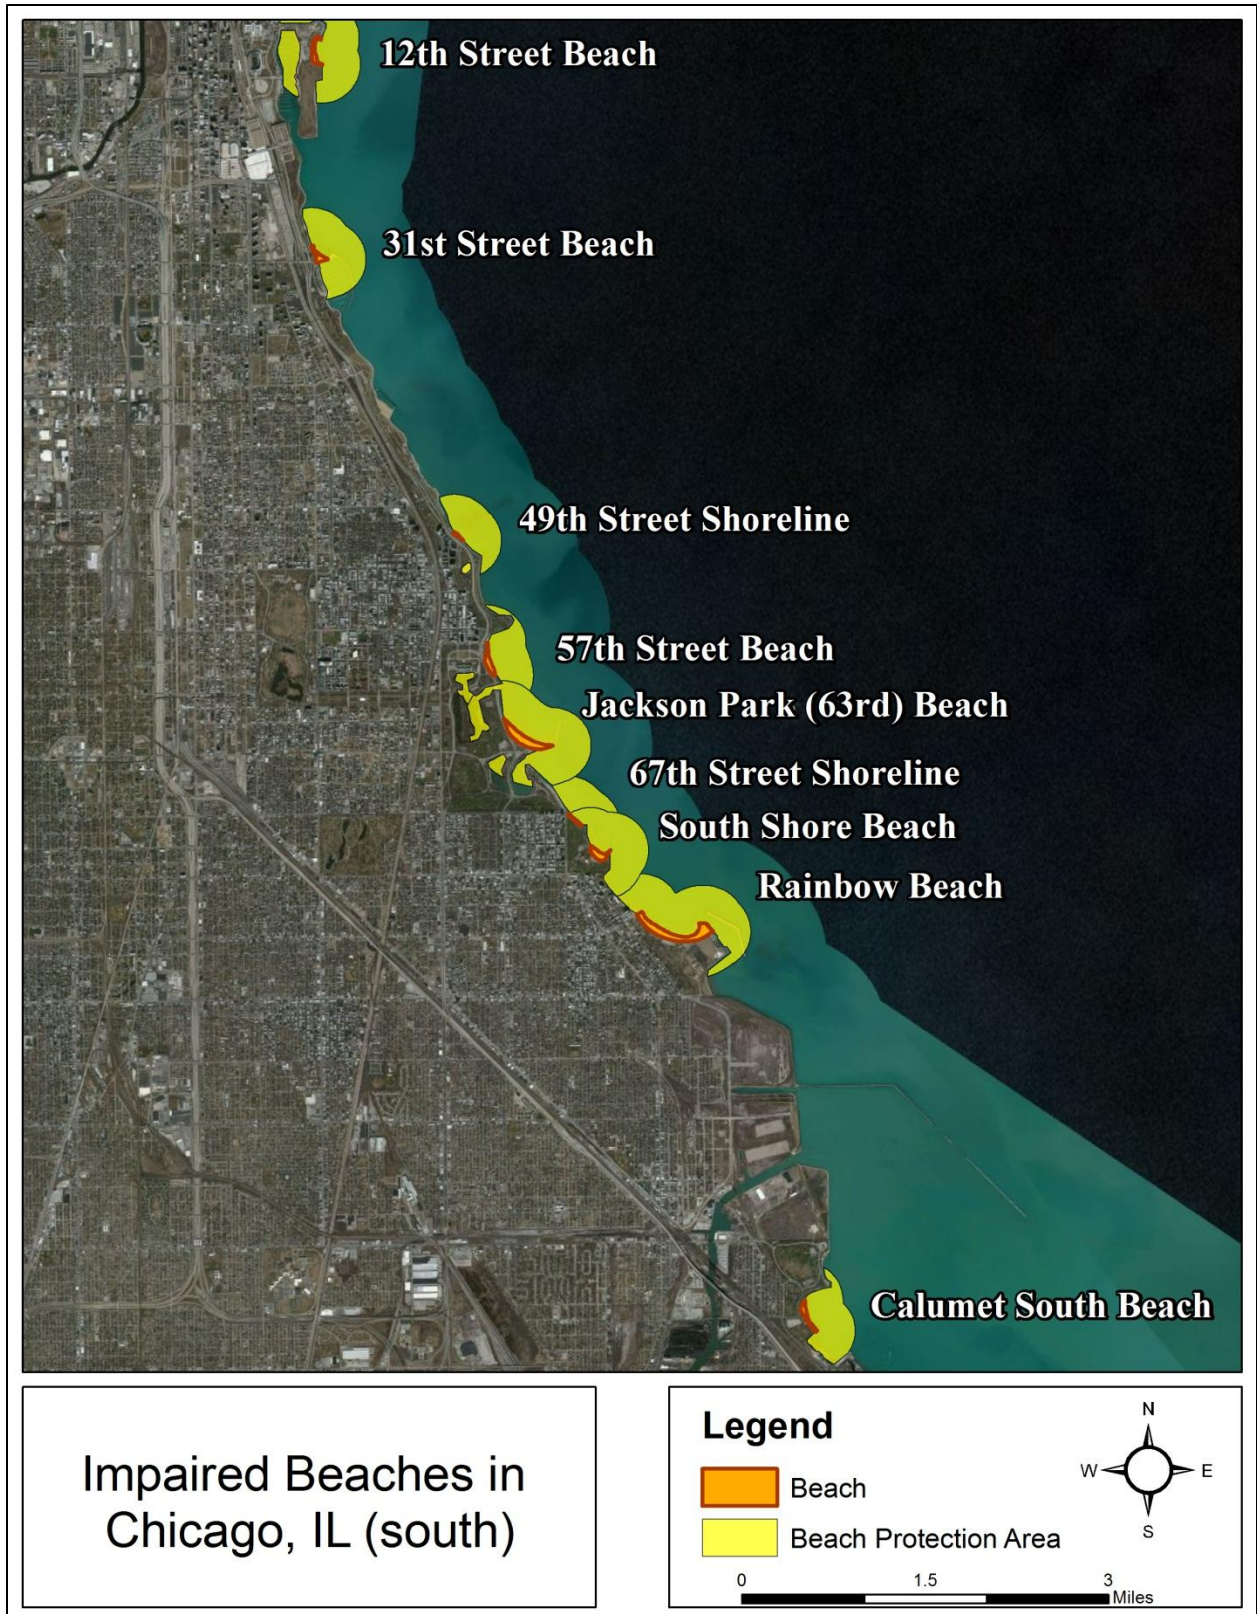 12th Street Beach
31st Street Beach
49th Street Shoreline
57th Street Beach
Jackson Park (63rd) Beach
67th Street Shoreline
South Shore Beach
Rainbow Beach
Calumet South Beach
Impaired Beaches in
Chicago, IL (south)
Legend
Beach
Beach Protection Area
N
W E
S
0 1.5 3
Miles